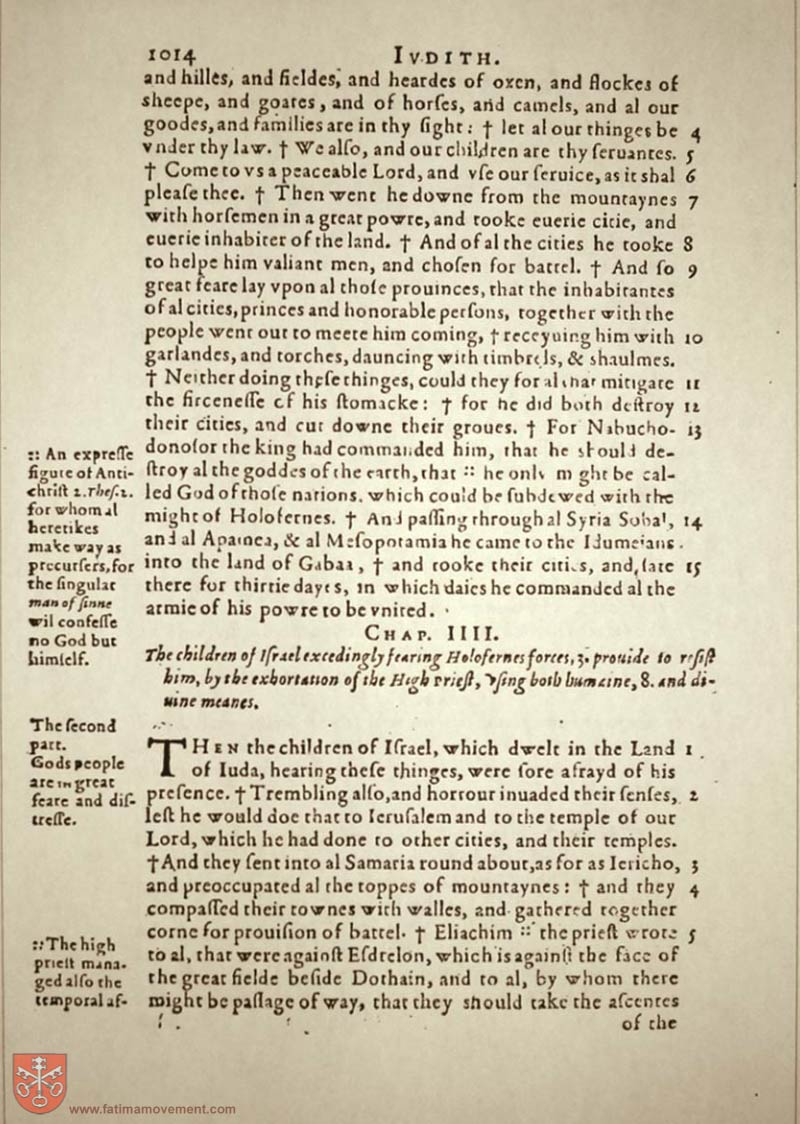 1014
IVDITH.
and hilles, and fieldes, and heardes of oxen, and flockes of
ſheepe, and goates, and of horſes, and camels, and al our
goodes, and families are in thy ſight: † let al our thinges be 4
vnder thy law. † We alſo, and our children are thy ſeruantes. 5
† Come to vs a peaceable Lord, and vſe our ſeruice, as it shal 6
pleaſe thee. † Then went he downe from the mountaynes 7
with horſemen in a great powre, and tooke euerie citie, and
euerie inhabiter of the land. † And of al the cities he tooke 8
to helpe him valiant men, and choſen for battel. † And ſo 9
great feare lay vpon al thoſe prouinces, that the inhabitantes
of al cities, princes and honorable perſons, together with the
people went out to meete him coming, † receyuing him with 10
garlandes, and torches, dauncing with timbrels, & shaulmes.
† Neither doing theſe thinges, could they for al that mitigate 11
the fierceneſſe of his ſtomacke: † for he did both deſtroy 12
their cities, and cut downe their groues. † For Nabucho- 13
donoſor the king had commanded him, that he should de-
ſtroy al the goddes of the earth, that :: he only might be cal-
led God of thoſe nations, which could be ſubdewed with the
might of Holofernes. † And paſſing through al Syria Sobal, 14
and al Apamea, & al Meſopotamia he came to the Idumeians
into the land of Gabaa, † and tooke their cities, and ſate 15
there for thirtie dayes, in which daies he commanded al the
armie of his powre to be vnited.
:: An expreſſe
figure of Anti-
chriſt 2. Theſ. 2.
for whom al
heretikes
make way as
precurſers, for
the ſingular
man of ſinne
wil confeſſe
no God but
himſelf.
CHAP. IIII.
The children of Iſrael excedingly fearing Holofernes forces, 3. prouide to reſiſt
him, by the exhortation of the High prieſt, vſing both humaine, 8. and di-
uine meanes.
The ſecond
part.
Gods people
are in great
feare and diſ-
treſſe.
THEN the children of Iſrael, which dwelt in the Land 1
of Iuda, hearing theſe thinges, were ſore afrayd of his
preſence. † Trembling alſo, and horrour inuaded their ſenſes, 2
leſt he would doe that to Ieruſalem and to the temple of our
Lord, which he had done to other cities, and their temples.
† And they ſent into al Samaria round about, as for as Iericho, 3
and preoccupated al the toppes of mountaynes: † and they 4
compaſſed their townes with walles, and gathered together
corne for prouiſion of battel. † Eliachim :: the prieſt wrote 5
to al, that were againſt Eſdrelon, which is againſt the face of
the great fielde beſide Dothain, and to al, by whom there
might be paſſage of way, that they should take the aſcentes
of the
:: The high
prieſt mana-
ged alſo the
temporal af-
www.fatimamovement.com